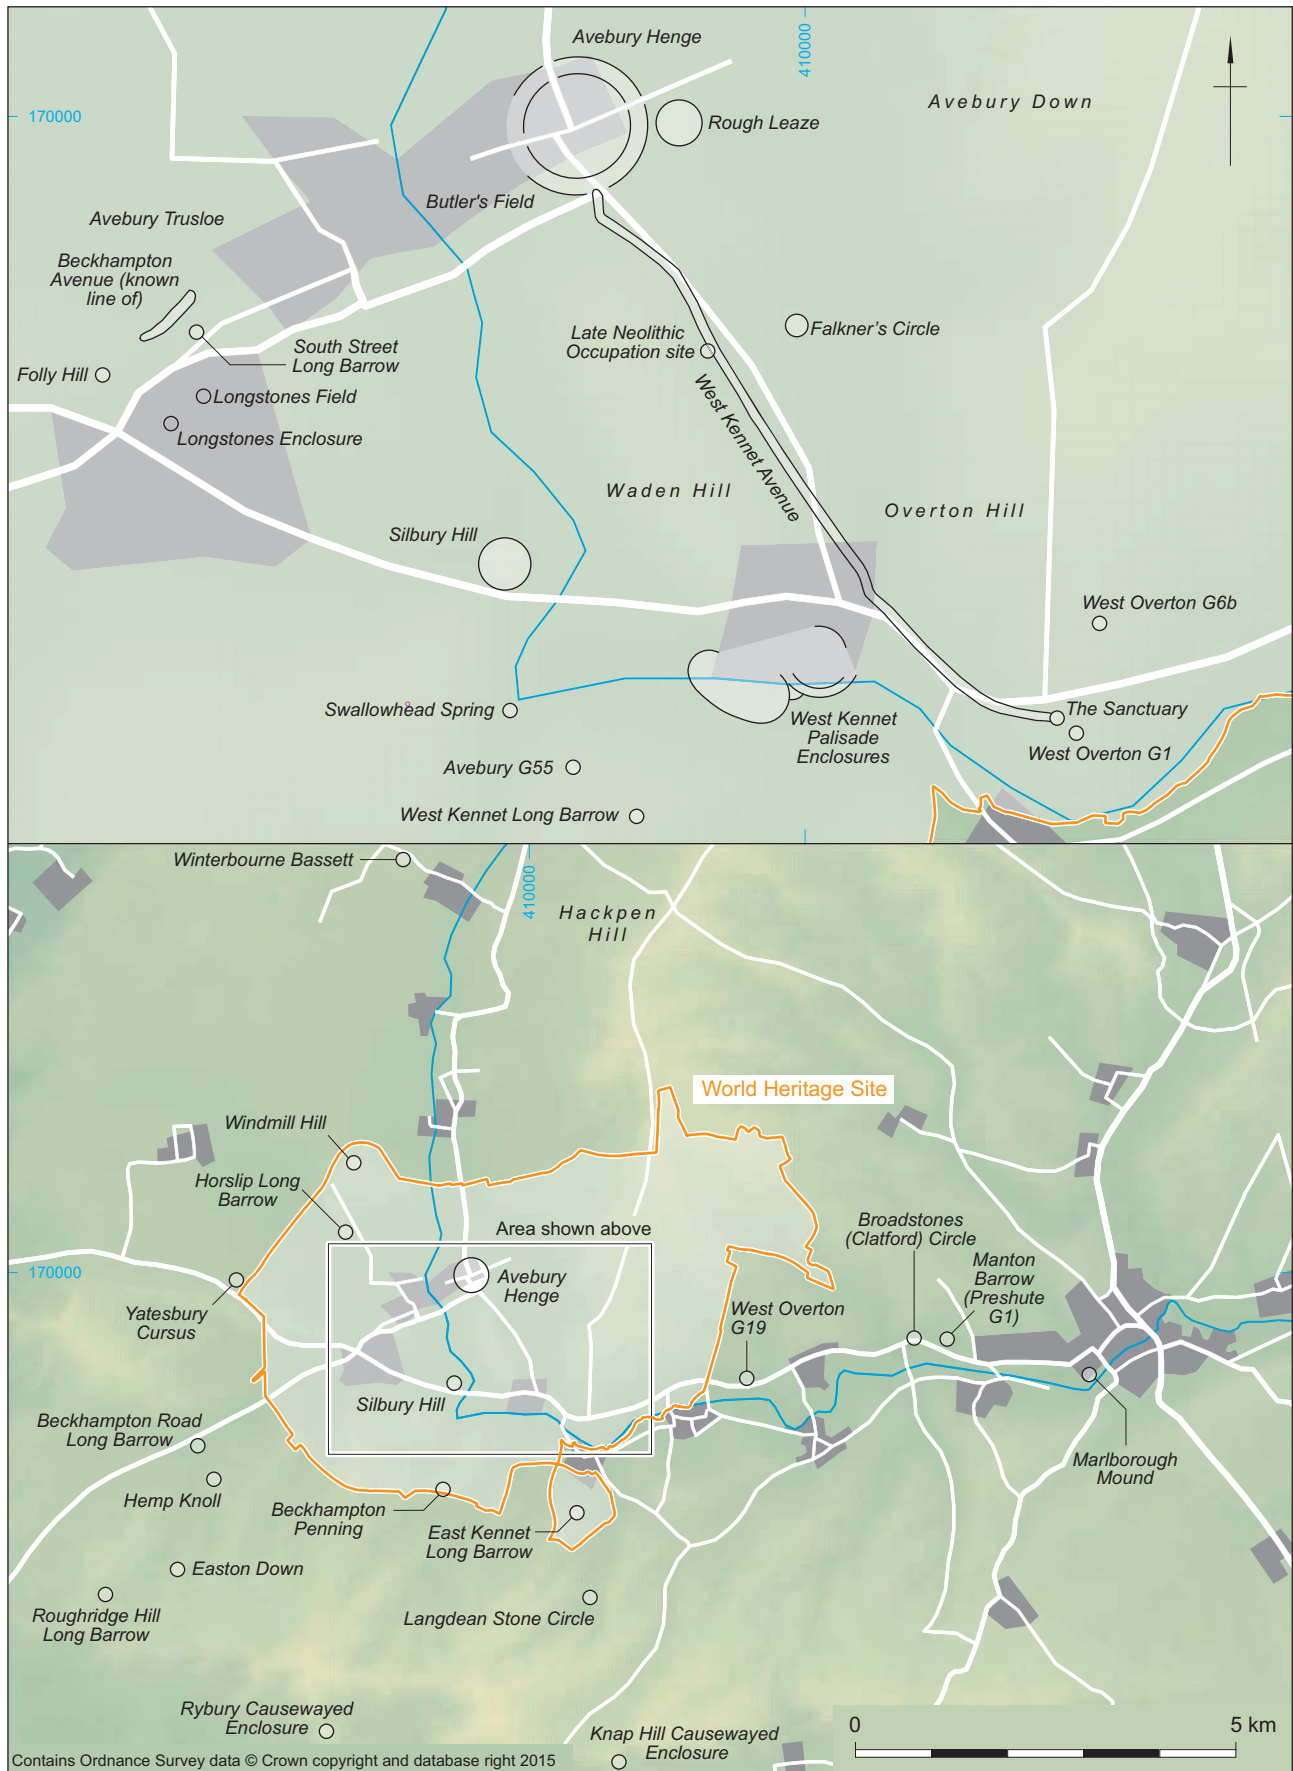 Avebury Henge
410000
170000
Avebury Down
Rough Leaze
Butler's Field
Avebury Trusloe
Beckhampton
Avenue (known
line of)
Late Neolithic
Occupation site
Falkner's Circle
South Street
Long Barrow
Folly Hill
Longstones Field
Longstones Enclosure
West Kennet Avenue
Waden Hill
Overton Hill
Silbury Hill
West Overton G6b
Swallowhead Spring
The Sanctuary
West Kennet
Palisade
Enclosures
West Overton G1
Avebury G55
West Kennet Long Barrow
Winterbourne Bassett
410000
Hackpen
Hill
World Heritage Site
Windmill Hill
Horslip Long
Barrow
Area shown above
Broadstones
(Clatford) Circle
Manton
Barrow
(Preshute
G1)
170000
Avebury
Henge
Yatesbury
Cursus
West Overton
G19
Silbury Hill
Beckhampton Road
Long Barrow
Marlborough
Mound
Hemp Knoll
Beckhampton
Penning
East Kennet
Long Barrow
Easton Down
Roughridge Hill
Long Barrow
Langdean Stone Circle
Rybury Causewayed
Enclosure
Knap Hill Causewayed
Enclosure
0
5 km
Contains Ordnance Survey data © Crown copyright and database right 2015